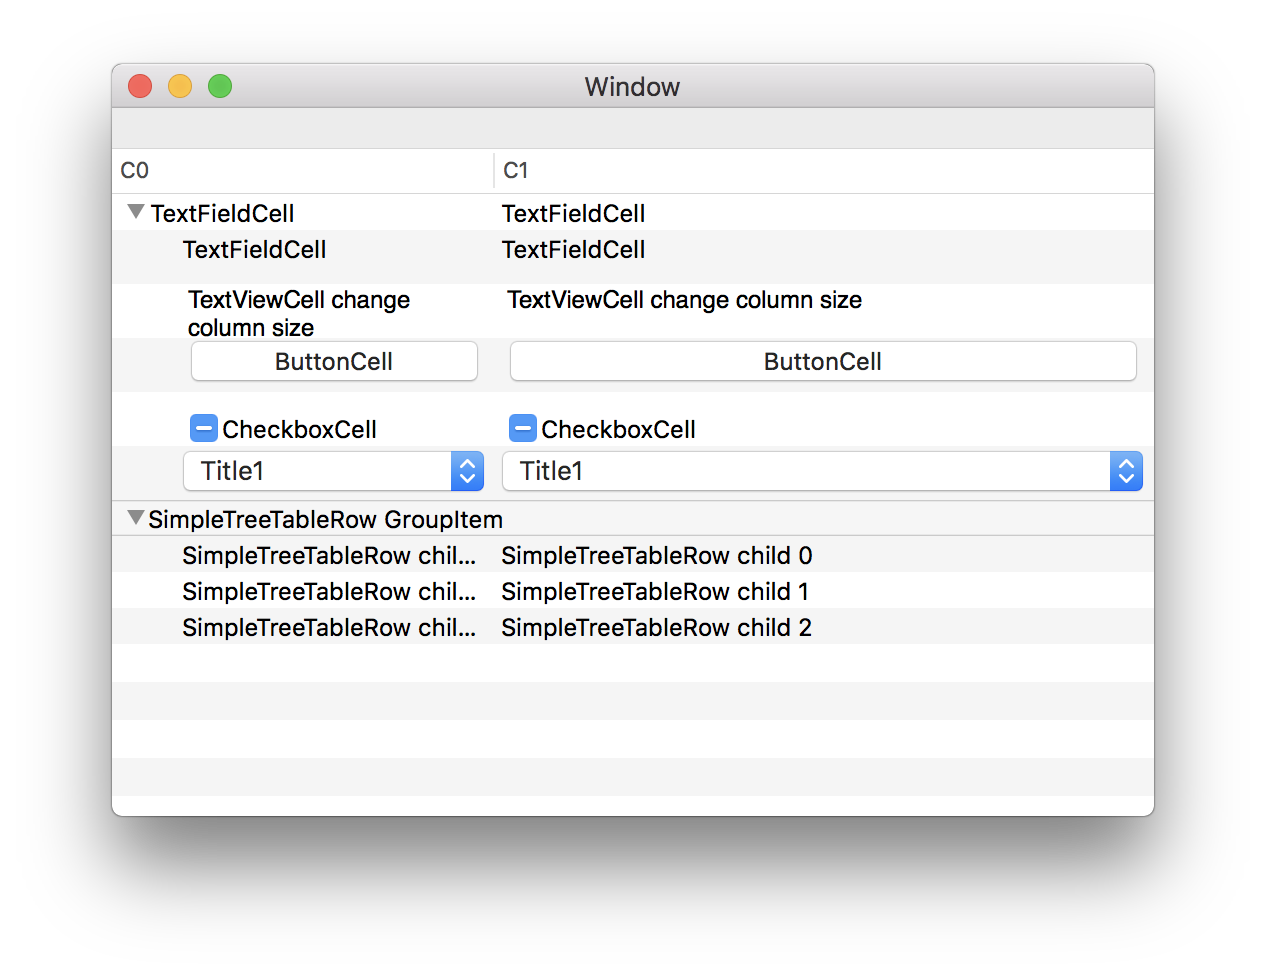 Window
C0 C1
TextFieldCell TextFieldCell
TextFieldCell TextFieldCell
TextViewCell change TextViewCell change column size
column size
ButtonCell ButtonCell
CheckboxCell CheckboxCell
Title1 Title1
SimpleTreeTableRow GroupItem
SimpleTreeTableRow chil... SimpleTreeTableRow child 0
SimpleTreeTableRow chil... SimpleTreeTableRow child 1
SimpleTreeTableRow chil... SimpleTreeTableRow child 2